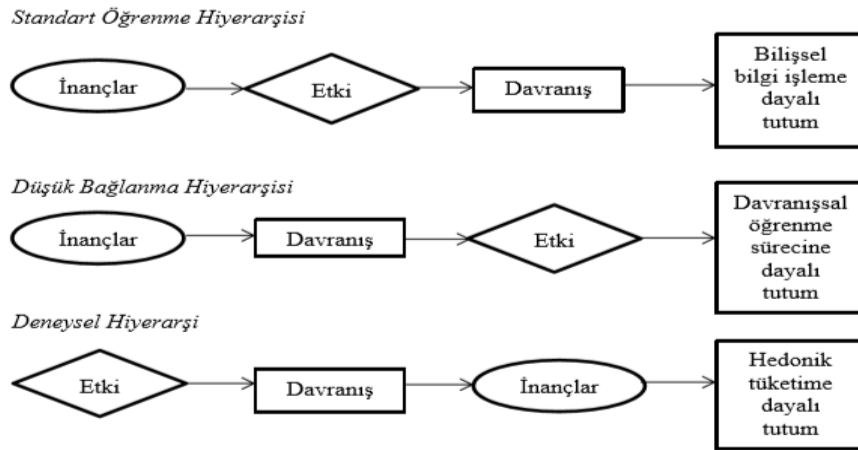 Standart Öğrenme Hiyerarşisi
İnançlar
Etki
Davranış
Bilişsel
bilgi işleme
dayalı
tutum
Düşük Bağlanma Hiyerarşisi
İnançlar
Davranış
Etki
Davranışsal
öğrenme
sürecine
dayalı
tutum
Deneysel Hiyerarşi
Etki
Davranış
İnançlar
Hedonik
tüketime
dayalı
tutum